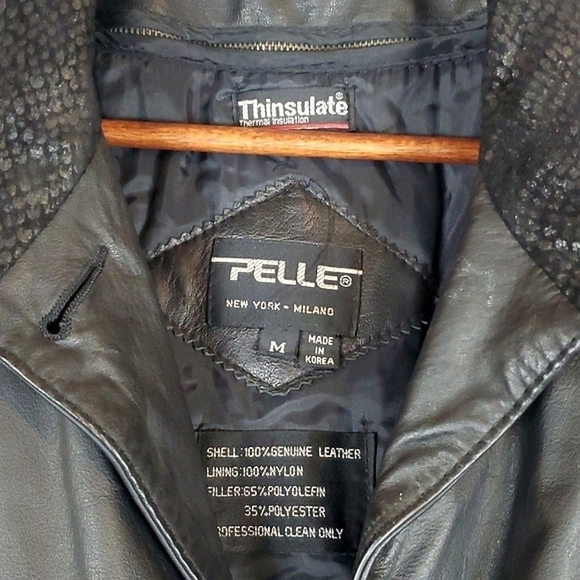 Thinsulate®
Thermal Insulation
PELLE®
NEW YORK - MILANO
M
MADE
IN
KOREA
SHELL:100%GENUINE LEATHER
LINING:100%NYLON
FILLER:65%POLYOLEFIN
35%POLYESTER
PROFESSIONAL CLEAN ONLY